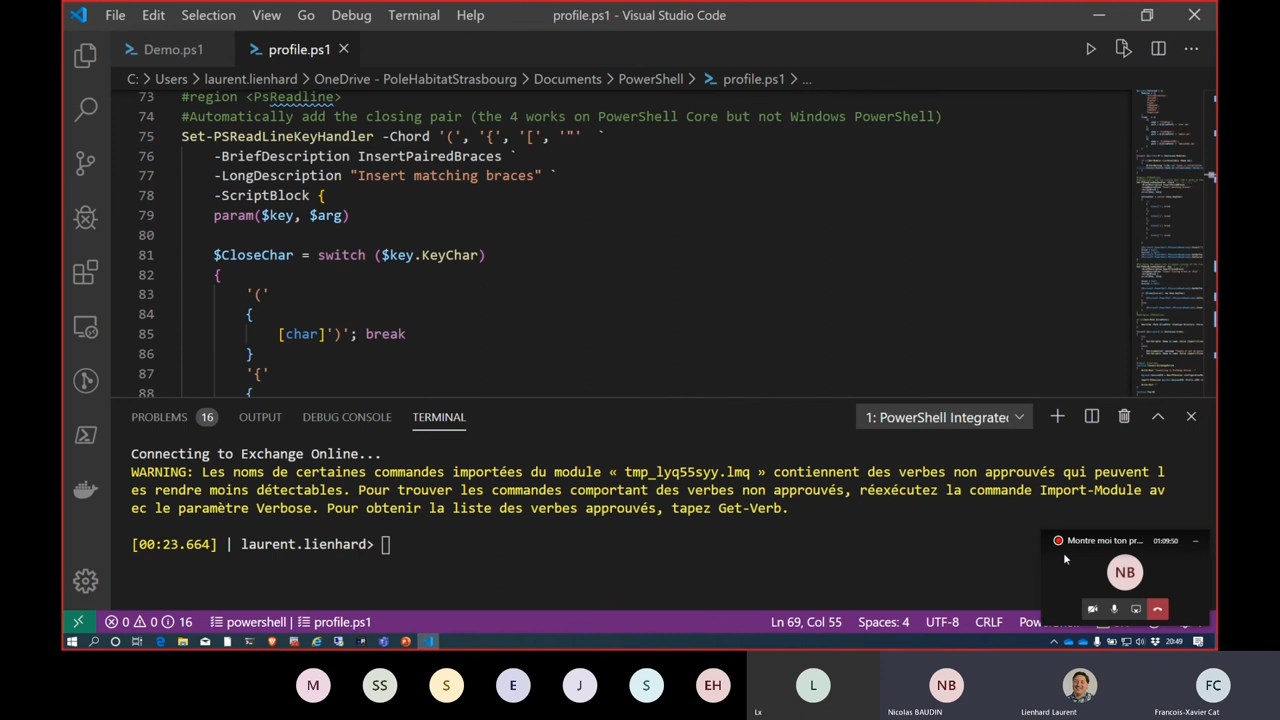 File Edit Selection View Go Debug Terminal Help profile.ps1 - Visual Studio Code
Demo.ps1 profile.ps1
C: > Users > laurent.lienhard > OneDrive - PoleHabitatStrasbourg > Documents > PowerShell > profile.ps1 > ...
73 #region <PsReadline>
74 #Automatically add the closing pair (the 4 works on PowerShell Core but not Windows PowerShell)
75 Set-PSReadLineKeyHandler -Chord '(', '{', '[', '"' `
76 -BriefDescription InsertPairedBraces `
77 -LongDescription "Insert matching braces" `
78 -ScriptBlock {
79 param($key, $arg)
80
81 $CloseChar = switch ($key.KeyChar)
82 {
83 '('
84 {
85 [char]')'; break
86 }
87 '{'
88 {
PROBLEMS 16 OUTPUT DEBUG CONSOLE TERMINAL 1: PowerShell Integrate
Connecting to Exchange Online...
WARNING: Les noms de certaines commandes importées du module « tmp_lyq55syy.lmq » contiennent des verbes non approuvés qui peuvent l
es rendre moins détectables. Pour trouver les commandes comportant des verbes non approuvés, réexécutez la commande Import-Module av
ec le paramètre Verbose. Pour obtenir la liste des verbes approuvés, tapez Get-Verb.
[00:23.664] | laurent.lienhard>
Montre moi ton pr... 01:09:50
NB
0 0 16 powershell profile.ps1 Ln 69, Col 55 Spaces: 4 UTF-8 CRLF
20:49
M SS S E J S EH L NB FC
Lx Nicolas BAUDIN Lienhard Laurent Francois-Xavier Cat